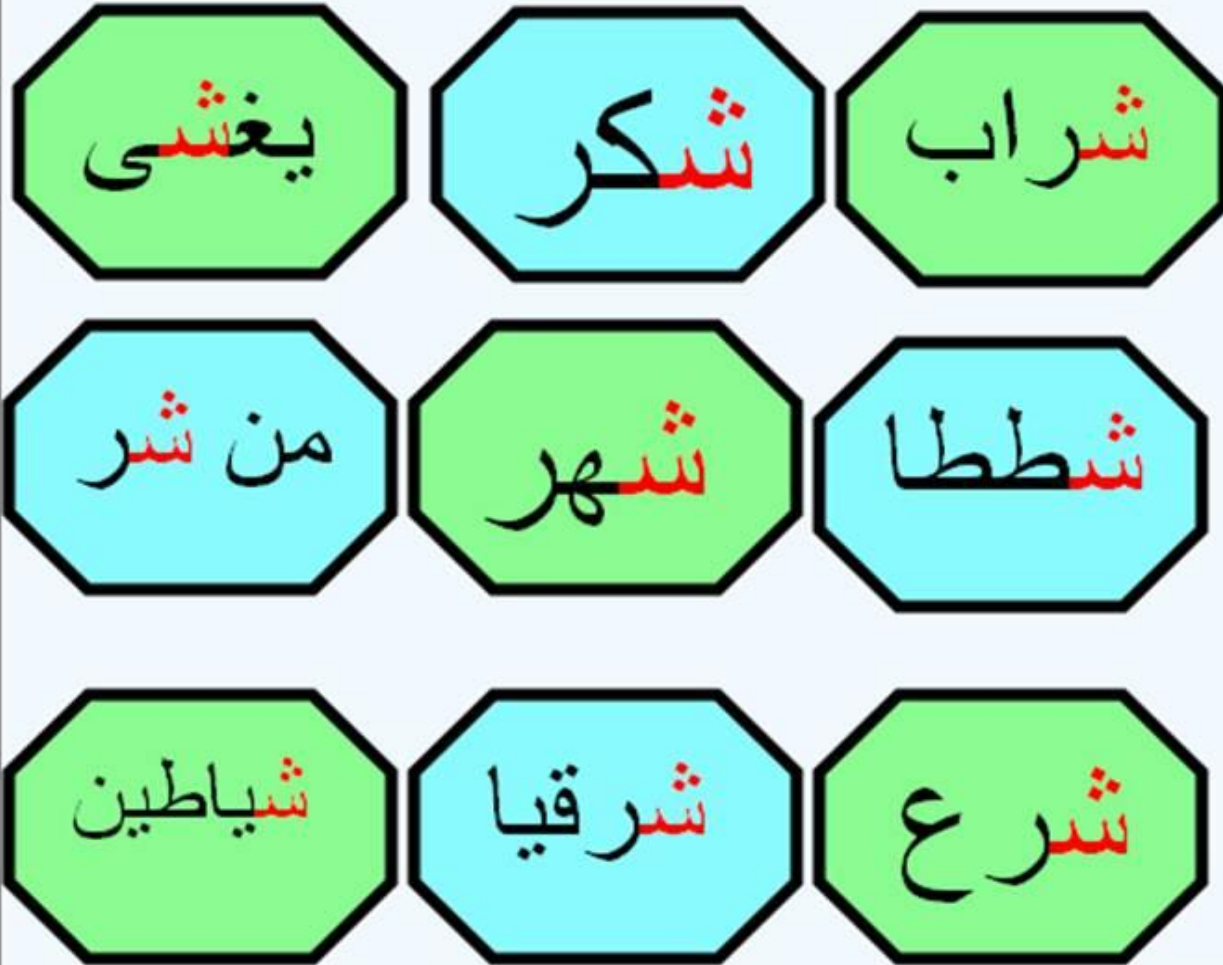 شراب
شكر
يغشى
شططا
شهر
من شر
شرع
شرقيا
شياطين